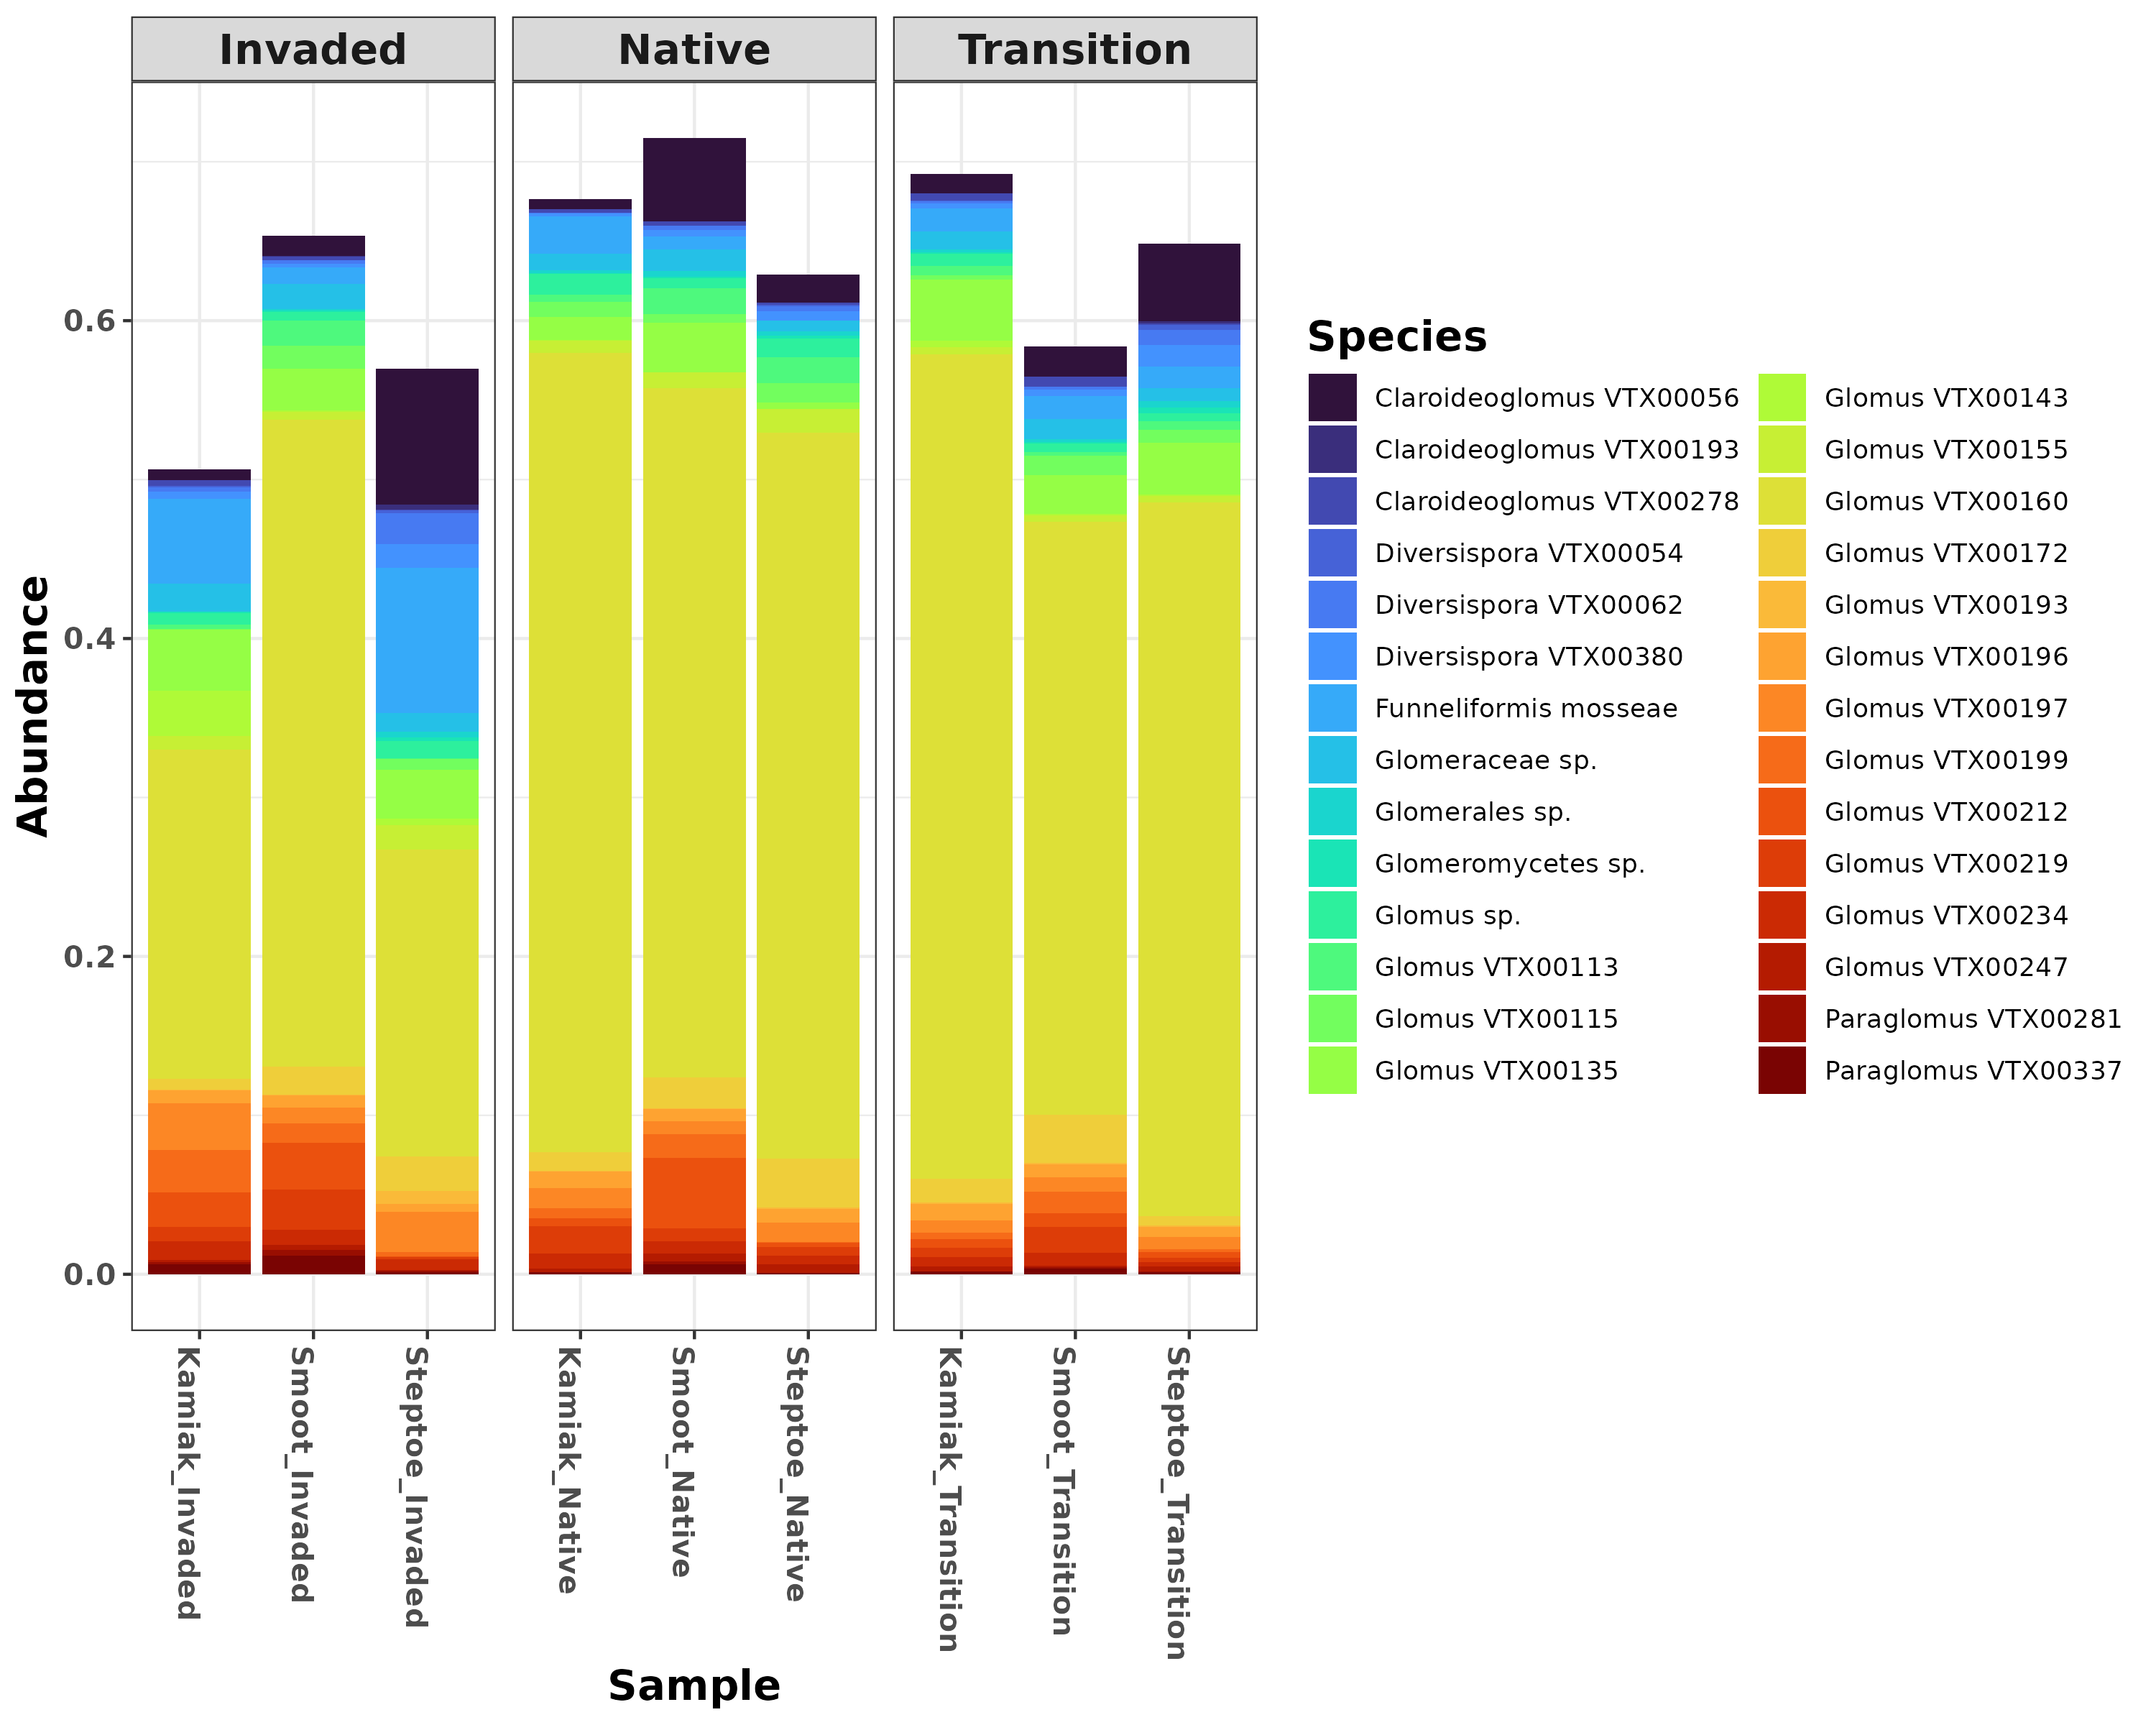 Invaded
Native
Transition
Abundance
0.6
0.4
0.2
0.0
Kamiak_Invaded
Smoot_Invaded
Steptoe_Invaded
Kamiak_Native
Smoot_Native
Steptoe_Native
Kamiak_Transition
Smoot_Transition
Steptoe_Transition
Sample
Species
Claroideoglomus VTX00056
Claroideoglomus VTX00193
Claroideoglomus VTX00278
Diversispora VTX00054
Diversispora VTX00062
Diversispora VTX00380
Funneliformis mosseae
Glomeraceae sp.
Glomerales sp.
Glomeromycetes sp.
Glomus sp.
Glomus VTX00113
Glomus VTX00115
Glomus VTX00135
Glomus VTX00143
Glomus VTX00155
Glomus VTX00160
Glomus VTX00172
Glomus VTX00193
Glomus VTX00196
Glomus VTX00197
Glomus VTX00199
Glomus VTX00212
Glomus VTX00219
Glomus VTX00234
Glomus VTX00247
Paraglomus VTX00281
Paraglomus VTX00337